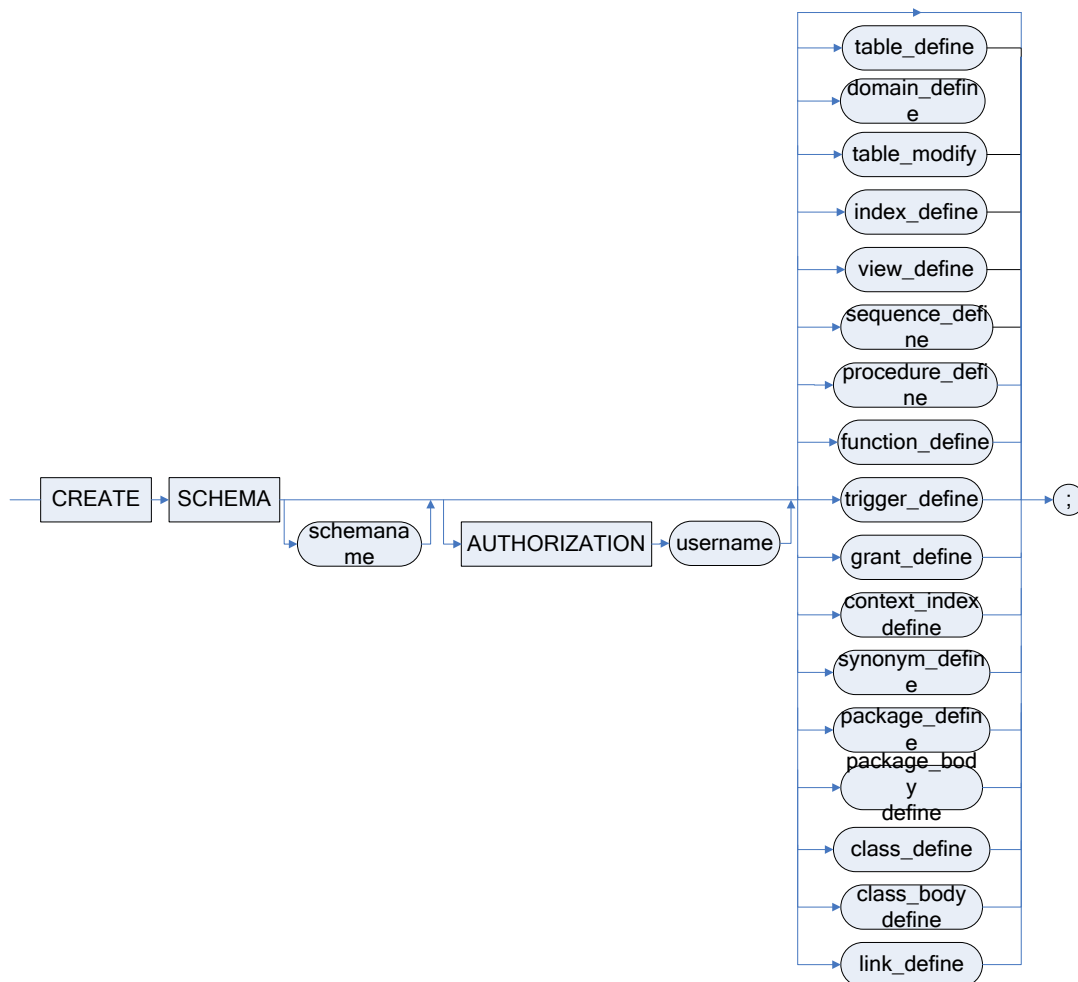 table_define
domain_defin
e
table_modify
index_define
view_define
sequence_defi
ne
procedure_defi
ne
function_define
CREATE SCHEMA trigger_define ;
schemana
me
AUTHORIZATION username
grant_define
context_index
define
synonym_defin
e
package_defin
e
package_bod
y
define
class_define
class_body
define
link_define